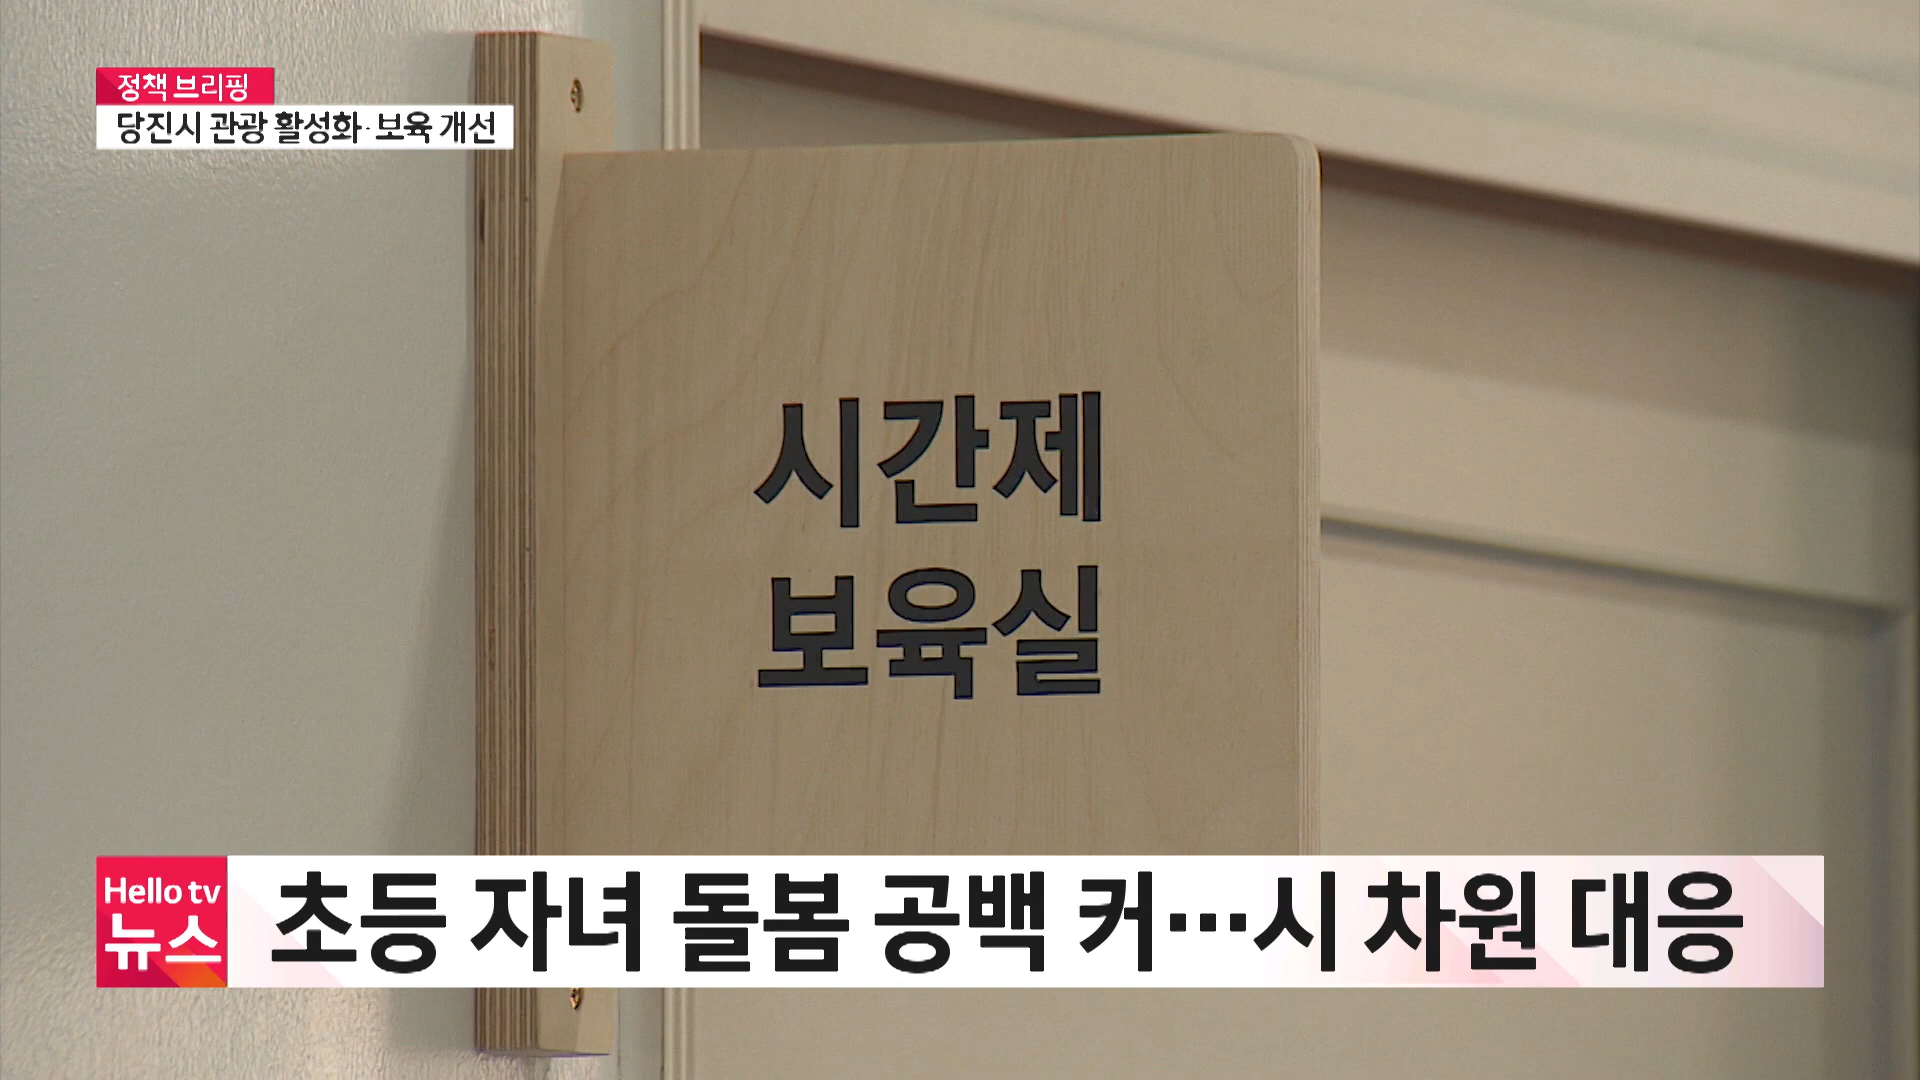 정책 브리핑
당진시 관광 활성화·보육 개선
시간제
보육실
Hello tv
뉴스
초등 자녀 돌봄 공백 커…시 차원 대응